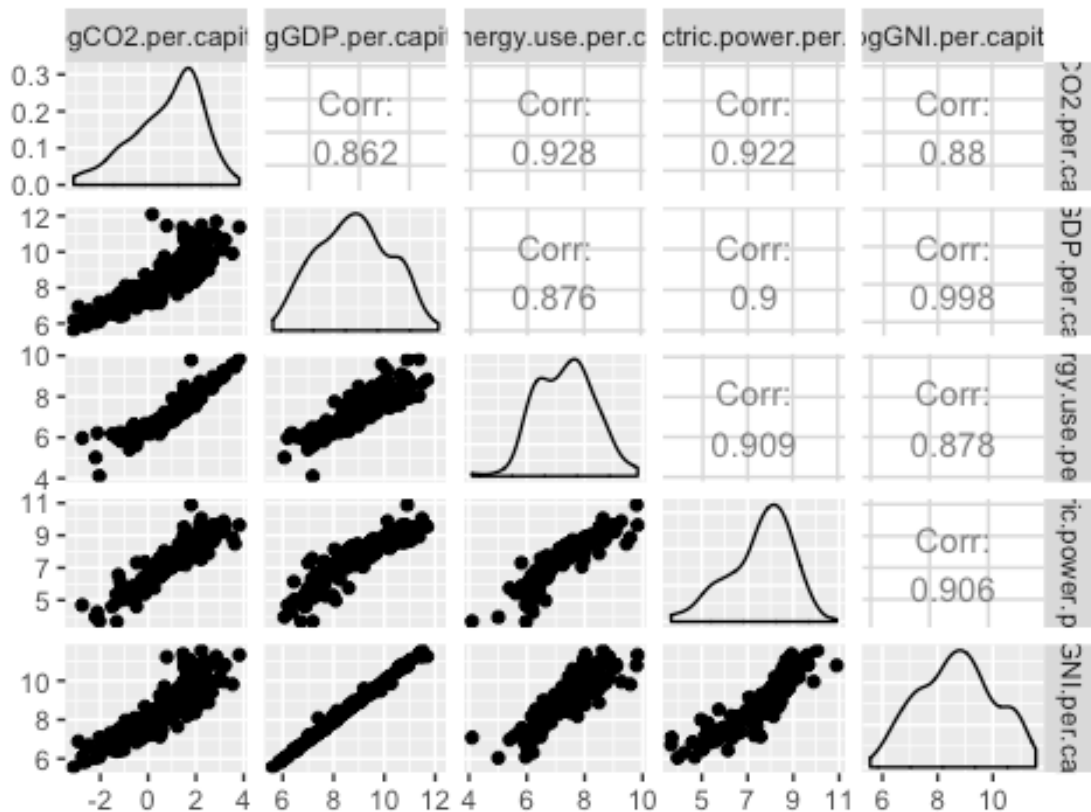 gCO2.per.capit gGDP.per.capit nergy.use.per.c ctric.power.per. ogGNI.per.capit
0.3
0.2
0.1
0.0
Corr:
0.862
Corr:
0.928
Corr:
0.922
Corr:
0.88
CO2.per.ca
12
10
8
6
Corr:
0.876
Corr:
0.9
Corr:
0.998
GDP.per.ca
10
8
6
4
Corr:
0.909
Corr:
0.878
rgy.use.pe
11
9
7
5
Corr:
0.906
ric.power.p
10
8
6
GNI.per.ca
-2 0 2 4 6 8 10 12 4 6 8 10 5 7 9 11 6 8 10